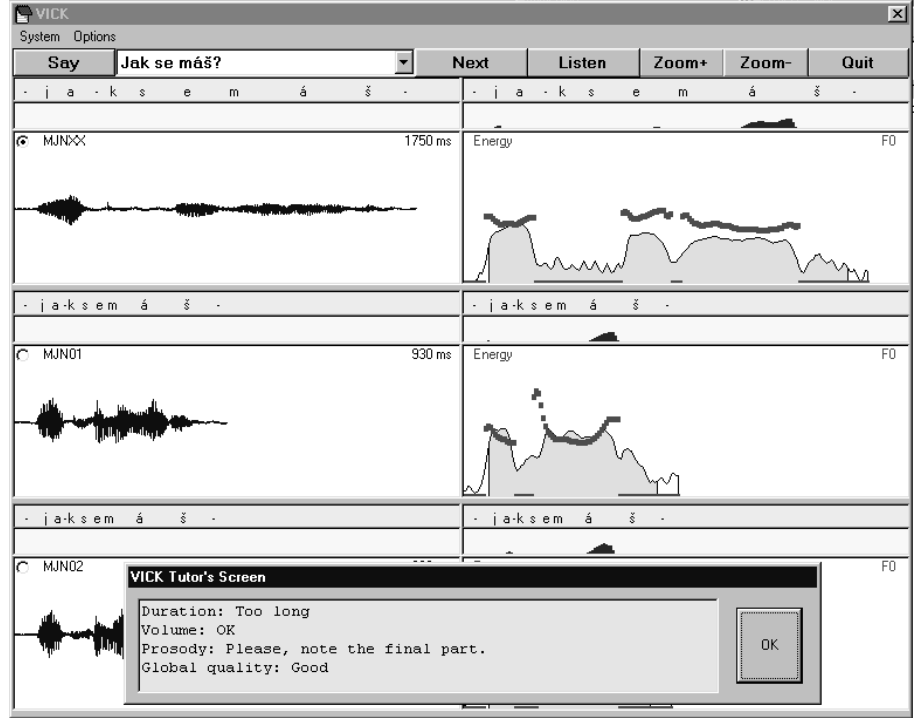 VICK
System Options
Say Jak se máš? Next Listen Zoom+ Zoom- Quit
- j a - k s e m á š - - j a - k s e m á š -
MJNXX 1750 ms Energy F0
- j a - k s e m á š - - j a - k s e m á š -
MJN01 930 ms Energy F0
- j a - k s e m á š - - j a - k s e m á š -
MJN02 F0
VICK Tutor's Screen
Duration: Too long
Volume: OK
Prosody: Please, note the final part.
Global quality: Good
OK